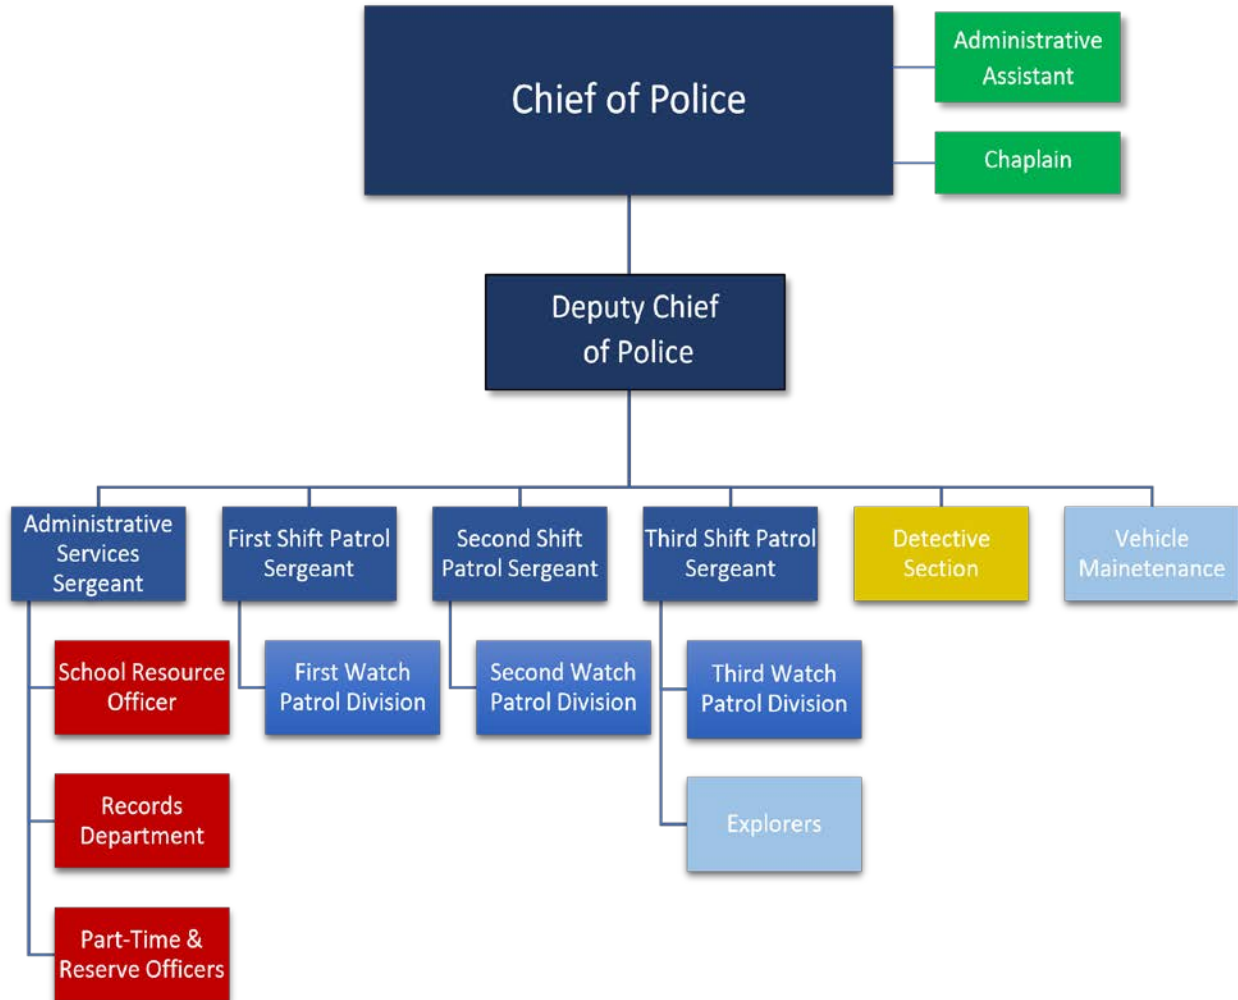 Chief of Police
Administrative
Assistant
Chaplain
Deputy Chief
of Police
Administrative
Services
Sergeant
First Shift Patrol
Sergeant
Second Shift
Patrol Sergeant
Third Shift Patrol
Sergeant
Detective
Section
Vehicle
Mainetenance
School Resource
Officer
First Watch
Patrol Division
Second Watch
Patrol Division
Third Watch
Patrol Division
Records
Department
Explorers
Part-Time &
Reserve Officers